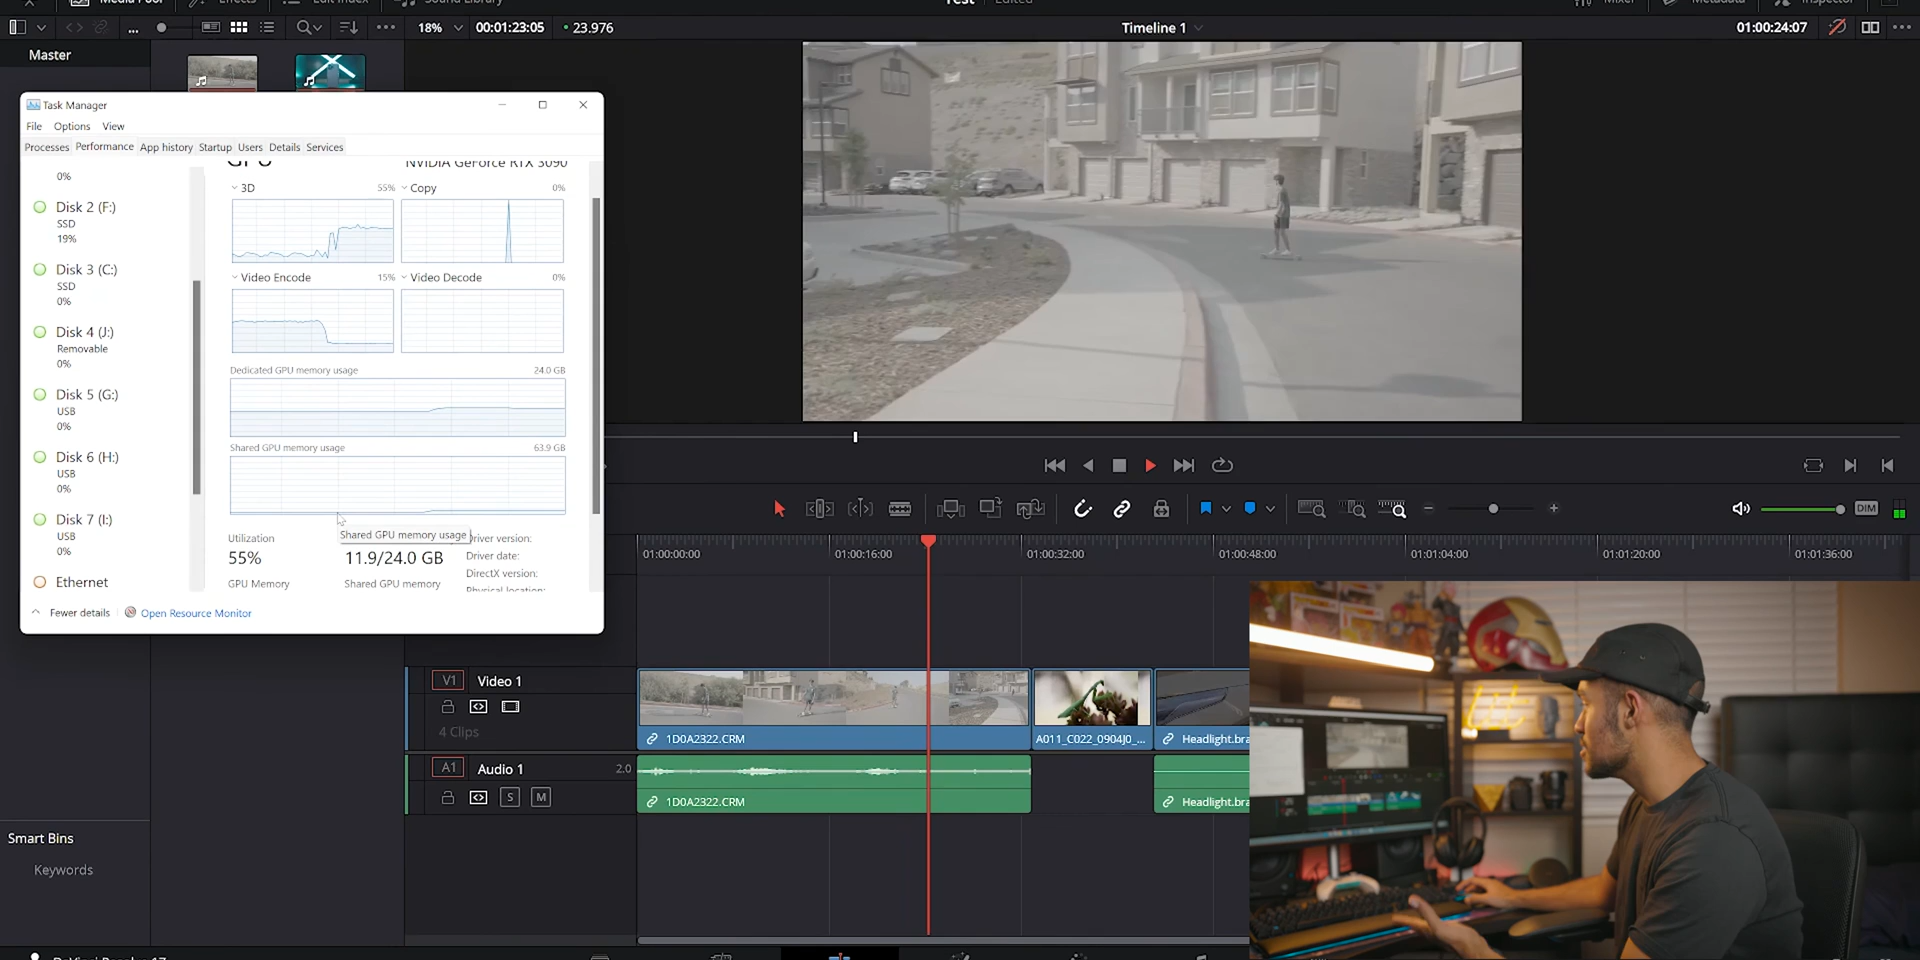 Media Pool
Effects
Edit Index
Sound Library
Test
Edited
Mixer
Metadata
Inspector
18%
00:01:23:05
23.976
Timeline 1
01:00:24:07
Master
Task Manager
File Options View
Processes Performance App history Startup Users Details Services
0%
Disk 2 (F:)
SSD
19%
Disk 3 (C:)
SSD
0%
Disk 4 (J:)
Removable
0%
Disk 5 (G:)
USB
0%
Disk 6 (H:)
USB
0%
Disk 7 (I:)
USB
0%
Ethernet
GPU
NVIDIA GeForce RTX 3090
3D 55%
Copy 0%
Video Encode 15%
Video Decode 0%
Dedicated GPU memory usage 24.0 GB
Shared GPU memory usage 63.9 GB
Shared GPU memory usage
Utilization
55%
11.9/24.0 GB
GPU Memory
Shared GPU memory
Driver version:
Driver date:
DirectX version:
Physical location:
Fewer details
Open Resource Monitor
DIM
01:00:00:00
01:00:16:00
01:00:32:00
01:00:48:00
01:01:04:00
01:01:20:00
01:01:36:00
V1 Video 1
4 Clips
1D0A2322.CRM
A011_C022_0904J0_...
Headlight.bra
A1 Audio 1 2.0
S M
1D0A2322.CRM
Headlight.bra
Smart Bins
Keywords
DaVinci Resolve 17